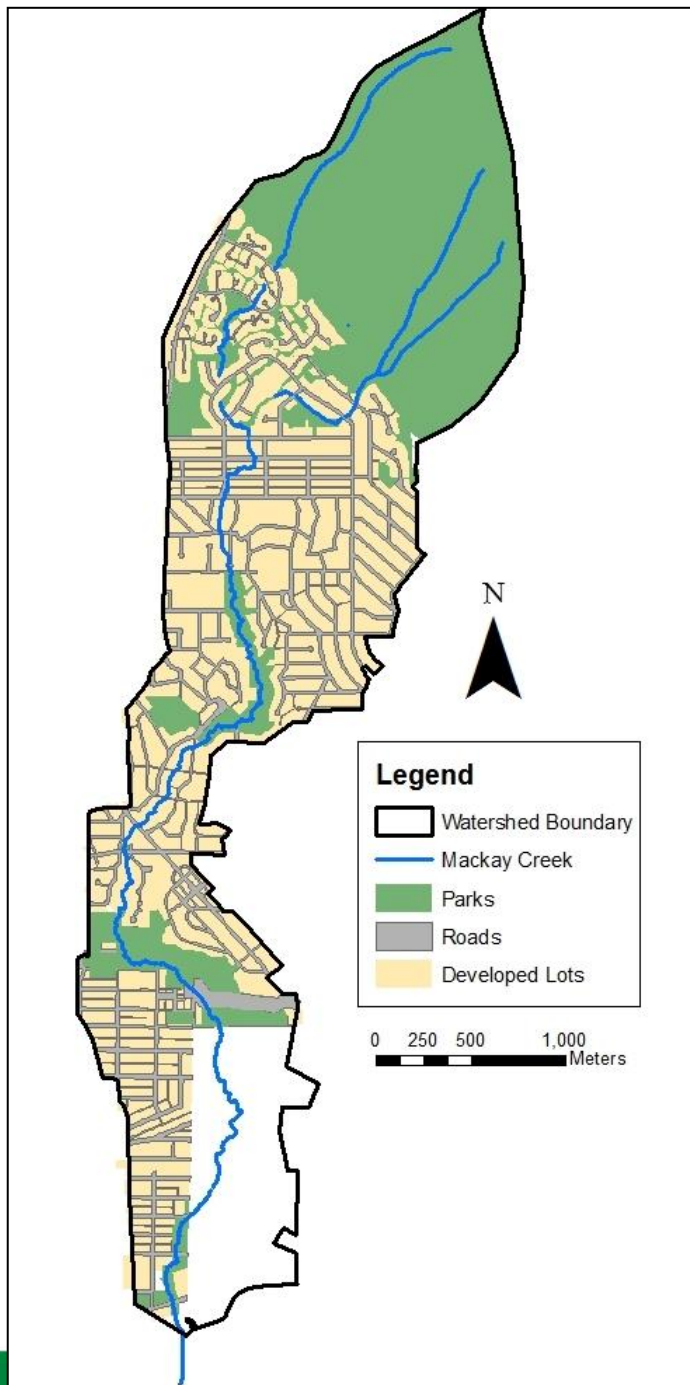 N
Legend
Watershed Boundary
Mackay Creek
Parks
Roads
Developed Lots
0 250 500 1,000
Meters